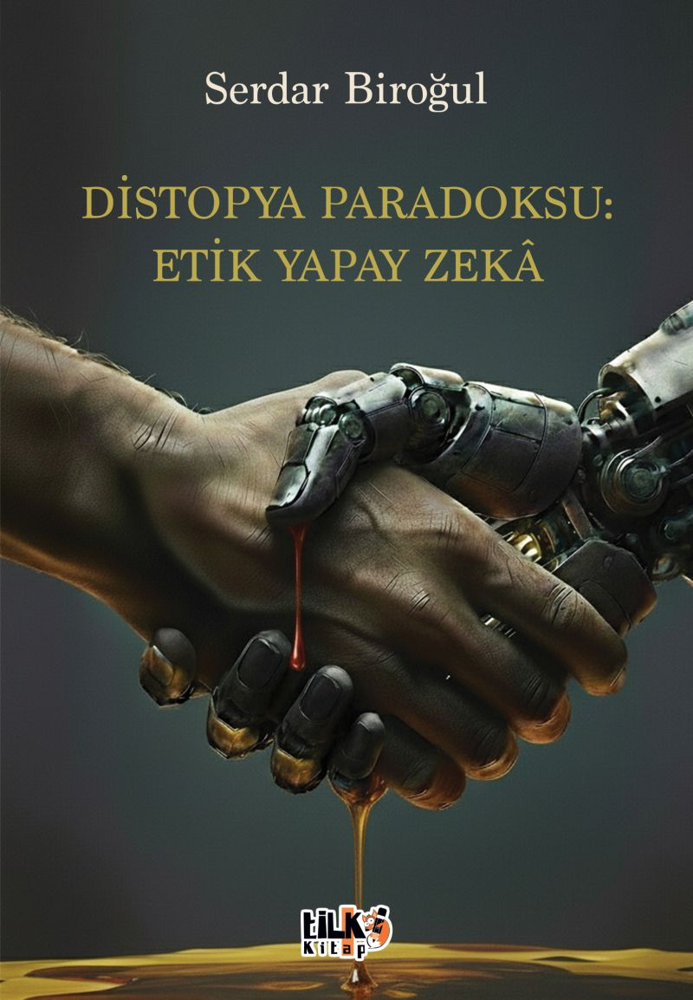 Serdar Biroğul
DİSTOPYA PARADOKSU:
ETİK YAPAY ZEKÂ
tiLKi
Kitap